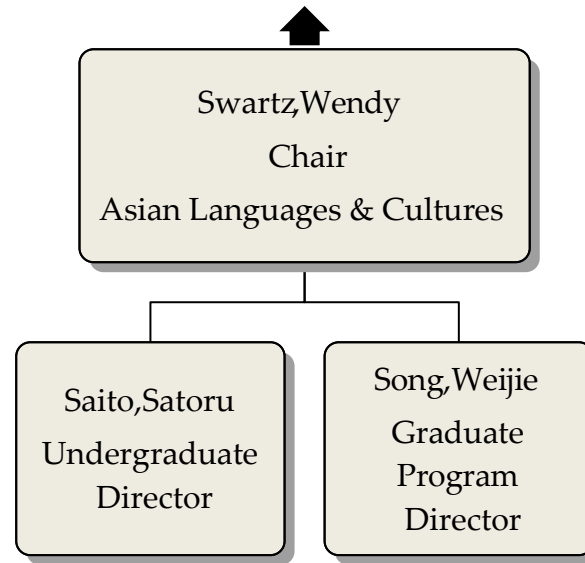 Swartz,Wendy
Chair
Asian Languages & Cultures
Saito,Satoru
Undergraduate
Director
Song,Weijie
Graduate
Program
Director